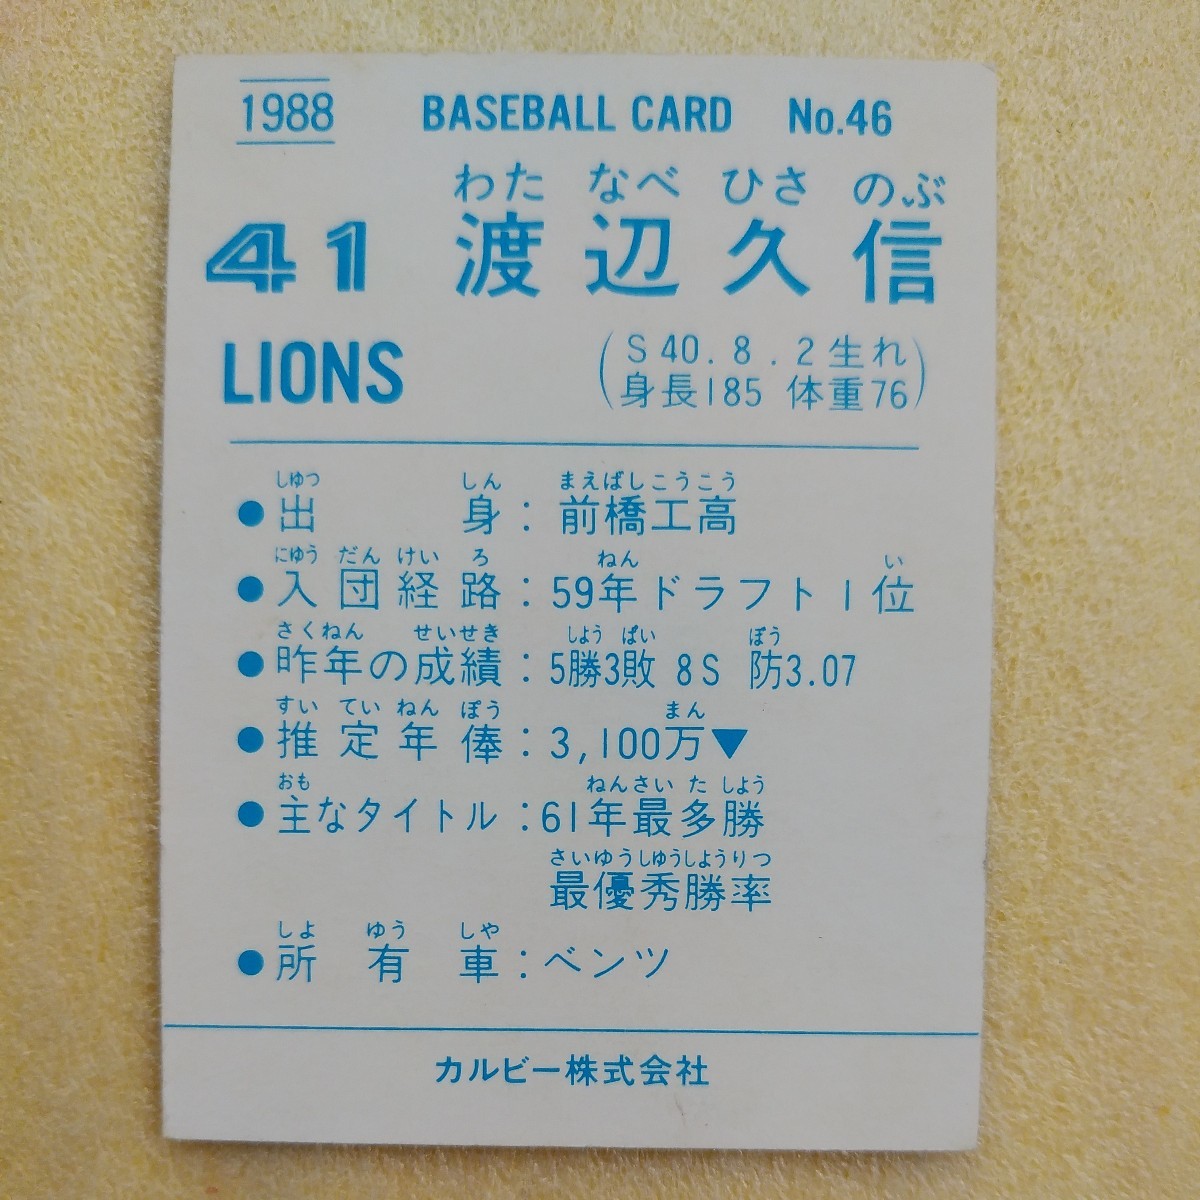 1988 BASEBALL CARD No.46
わた なべ ひさ のぶ
41 渡辺久信
LIONS
(S40.8.2生れ
身長185 体重76)
しゆつ しん まえばしこうこう
●出身:前橋工高
にゆう だん けい ろ ねん い
●入団経路:59年ドラフト1位
さくねん せいせき しよう ぱい ぼう
●昨年の成績:5勝3敗 8S 防3.07
すい てい ねん ぽう まん
●推定年俸:3,100万▼
おも ねんさい た しよう
●主なタイトル:61年最多勝
さいゆうしゆうしようりつ
最優秀勝率
しよ ゆう しや
●所有車:ベンツ
カルビー株式会社